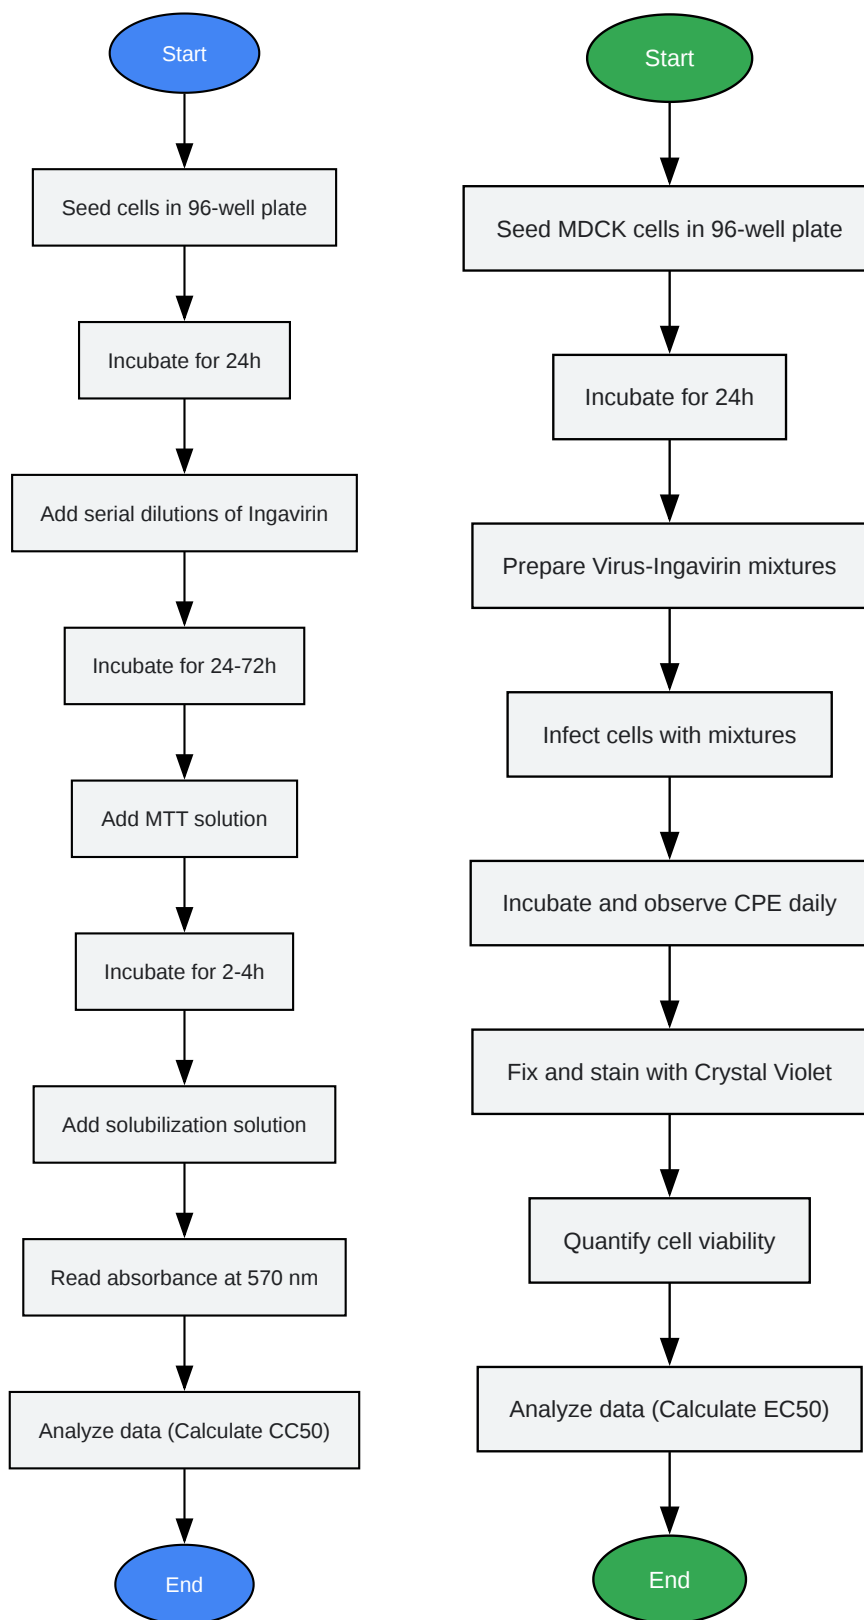 Start
Seed cells in 96-well plate
Incubate for 24h
Add serial dilutions of Ingavirin
Incubate for 24-72h
Add MTT solution
Incubate for 2-4h
Add solubilization solution
Read absorbance at 570 nm
Analyze data (Calculate CC50)
End
Start
Seed MDCK cells in 96-well plate
Incubate for 24h
Prepare Virus-Ingavirin mixtures
Infect cells with mixtures
Incubate and observe CPE daily
Fix and stain with Crystal Violet
Quantify cell viability
Analyze data (Calculate EC50)
End